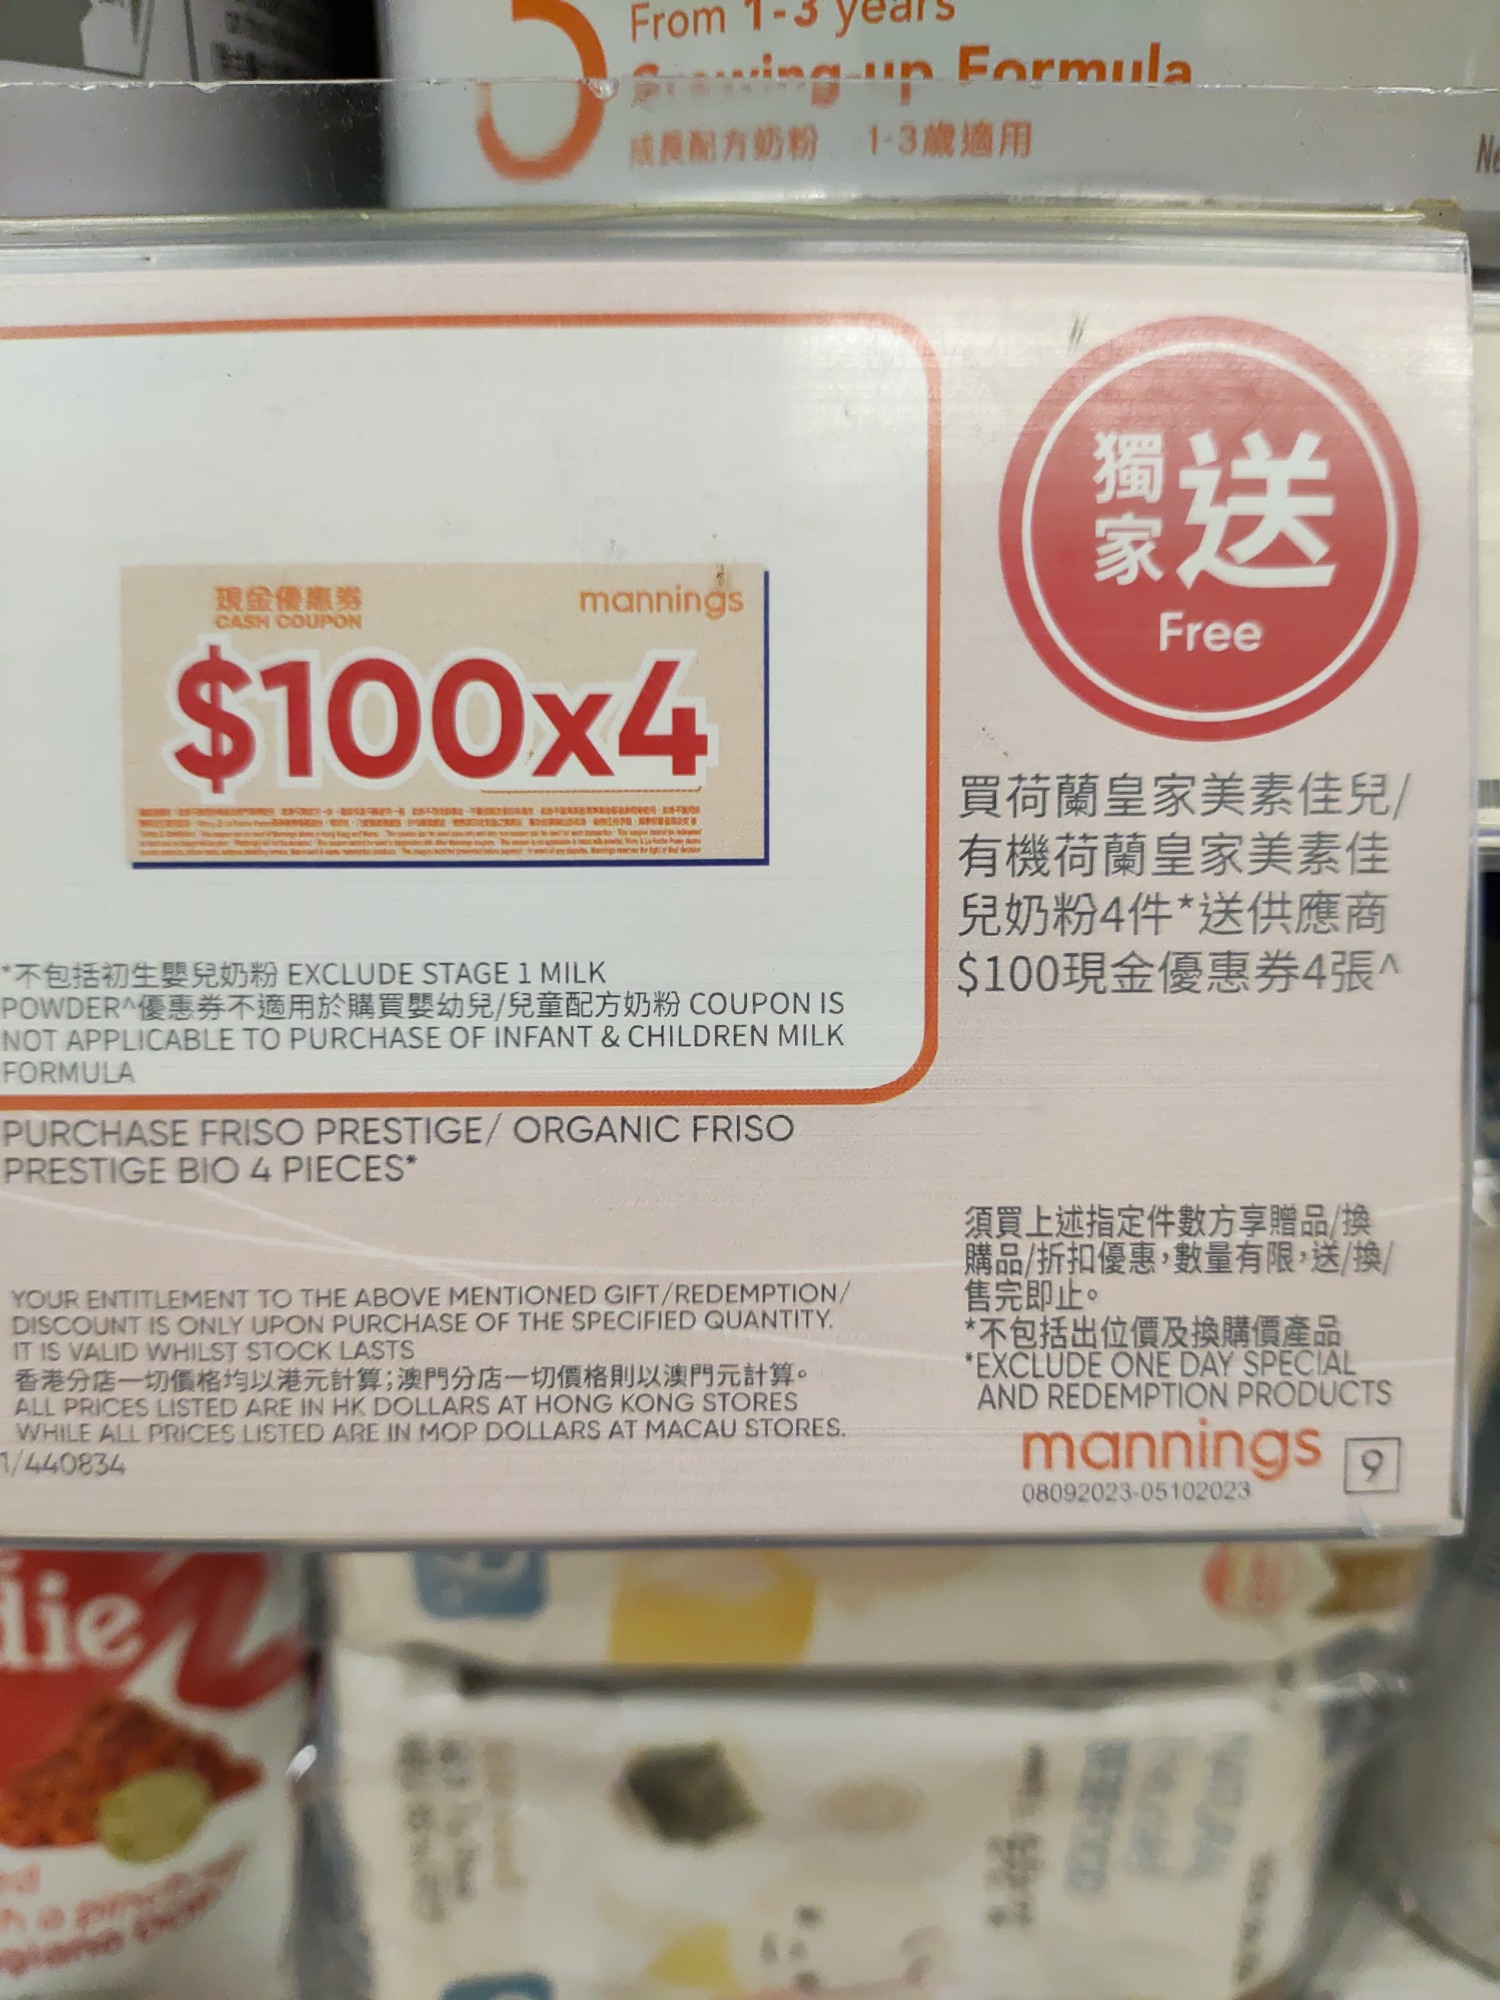 From 1-3 years
Growing-up Formula
成長配方奶粉 1-3歲適用
獨家送
Free
現金優惠券
CASH COUPON
mannings
$100x4
買荷蘭皇家美素佳兒/
有機荷蘭皇家美素佳
兒奶粉4件*送供應商
$100現金優惠券4張^
*不包括初生嬰兒奶粉 EXCLUDE STAGE 1 MILK
POWDER^優惠券不適用於購買嬰幼兒/兒童配方奶粉 COUPON IS
NOT APPLICABLE TO PURCHASE OF INFANT & CHILDREN MILK
FORMULA
PURCHASE FRISO PRESTIGE/ ORGANIC FRISO
PRESTIGE BIO 4 PIECES*
須買上述指定件數方享贈品/換
購品/折扣優惠,數量有限,送/換/
售完即止。
*不包括出位價及換購價產品
*EXCLUDE ONE DAY SPECIAL
AND REDEMPTION PRODUCTS
YOUR ENTITLEMENT TO THE ABOVE MENTIONED GIFT/REDEMPTION/
DISCOUNT IS ONLY UPON PURCHASE OF THE SPECIFIED QUANTITY.
IT IS VALID WHILST STOCK LASTS
香港分店一切價格均以港元計算;澳門分店一切價格則以澳門元計算。
ALL PRICES LISTED ARE IN HK DOLLARS AT HONG KONG STORES
WHILE ALL PRICES LISTED ARE IN MOP DOLLARS AT MACAU STORES.
1/440834
mannings 9
08092023-05102023